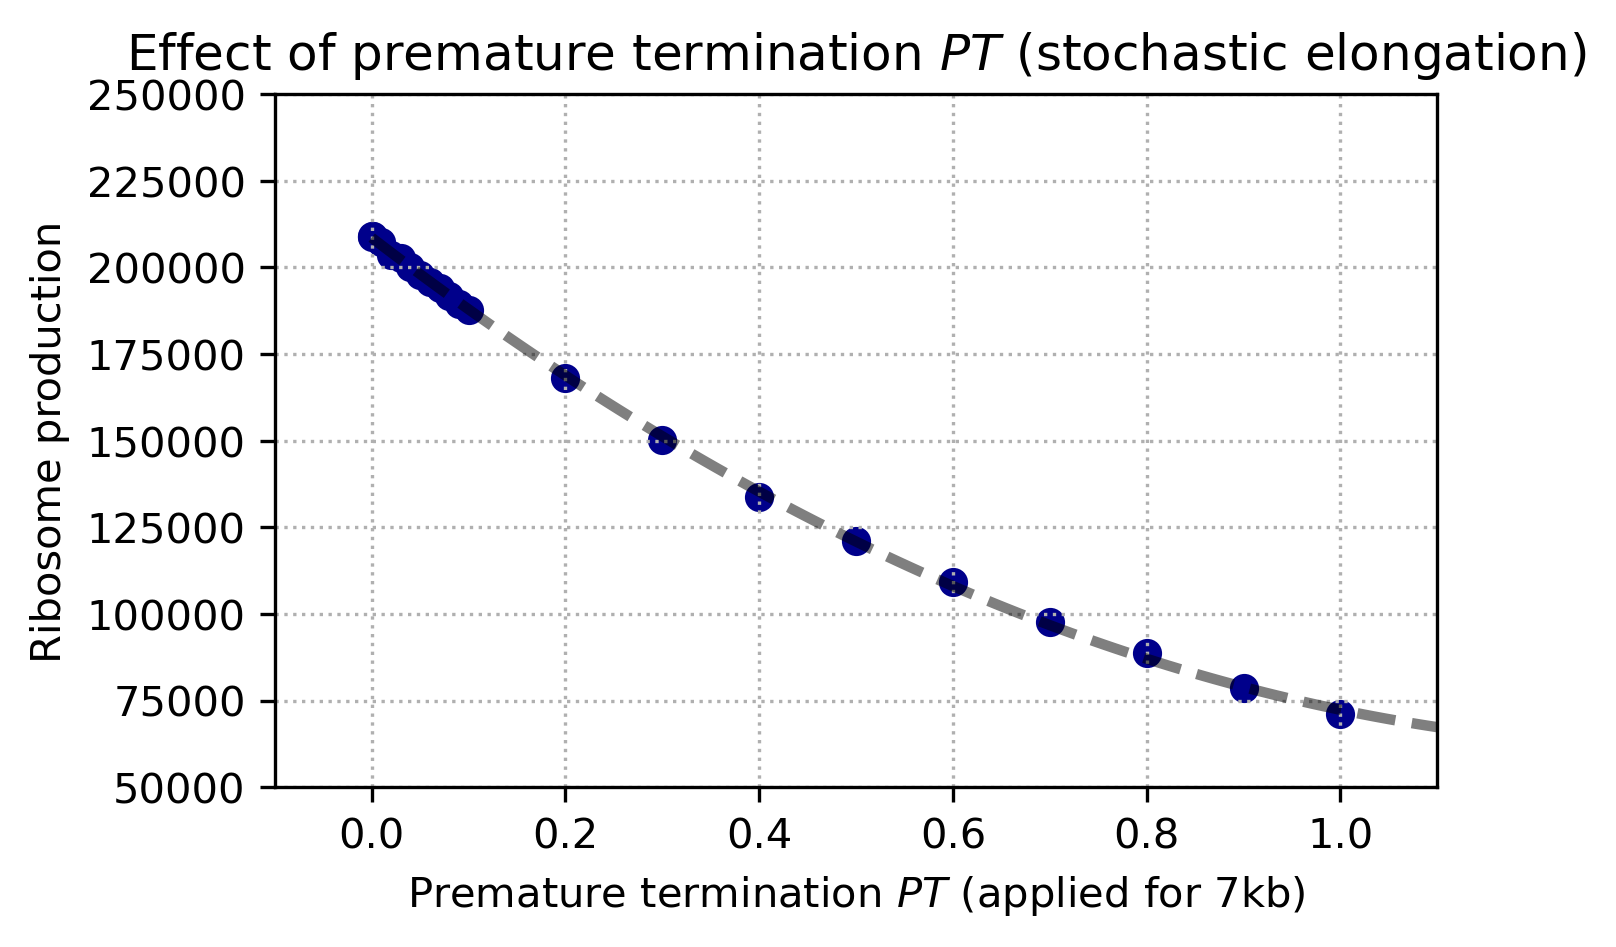 Effect of premature termination PT (stochastic elongation)
250000
225000
200000
175000
150000
125000
100000
75000
50000
Ribosome production
0.0 0.2 0.4 0.6 0.8 1.0
Premature termination PT (applied for 7kb)